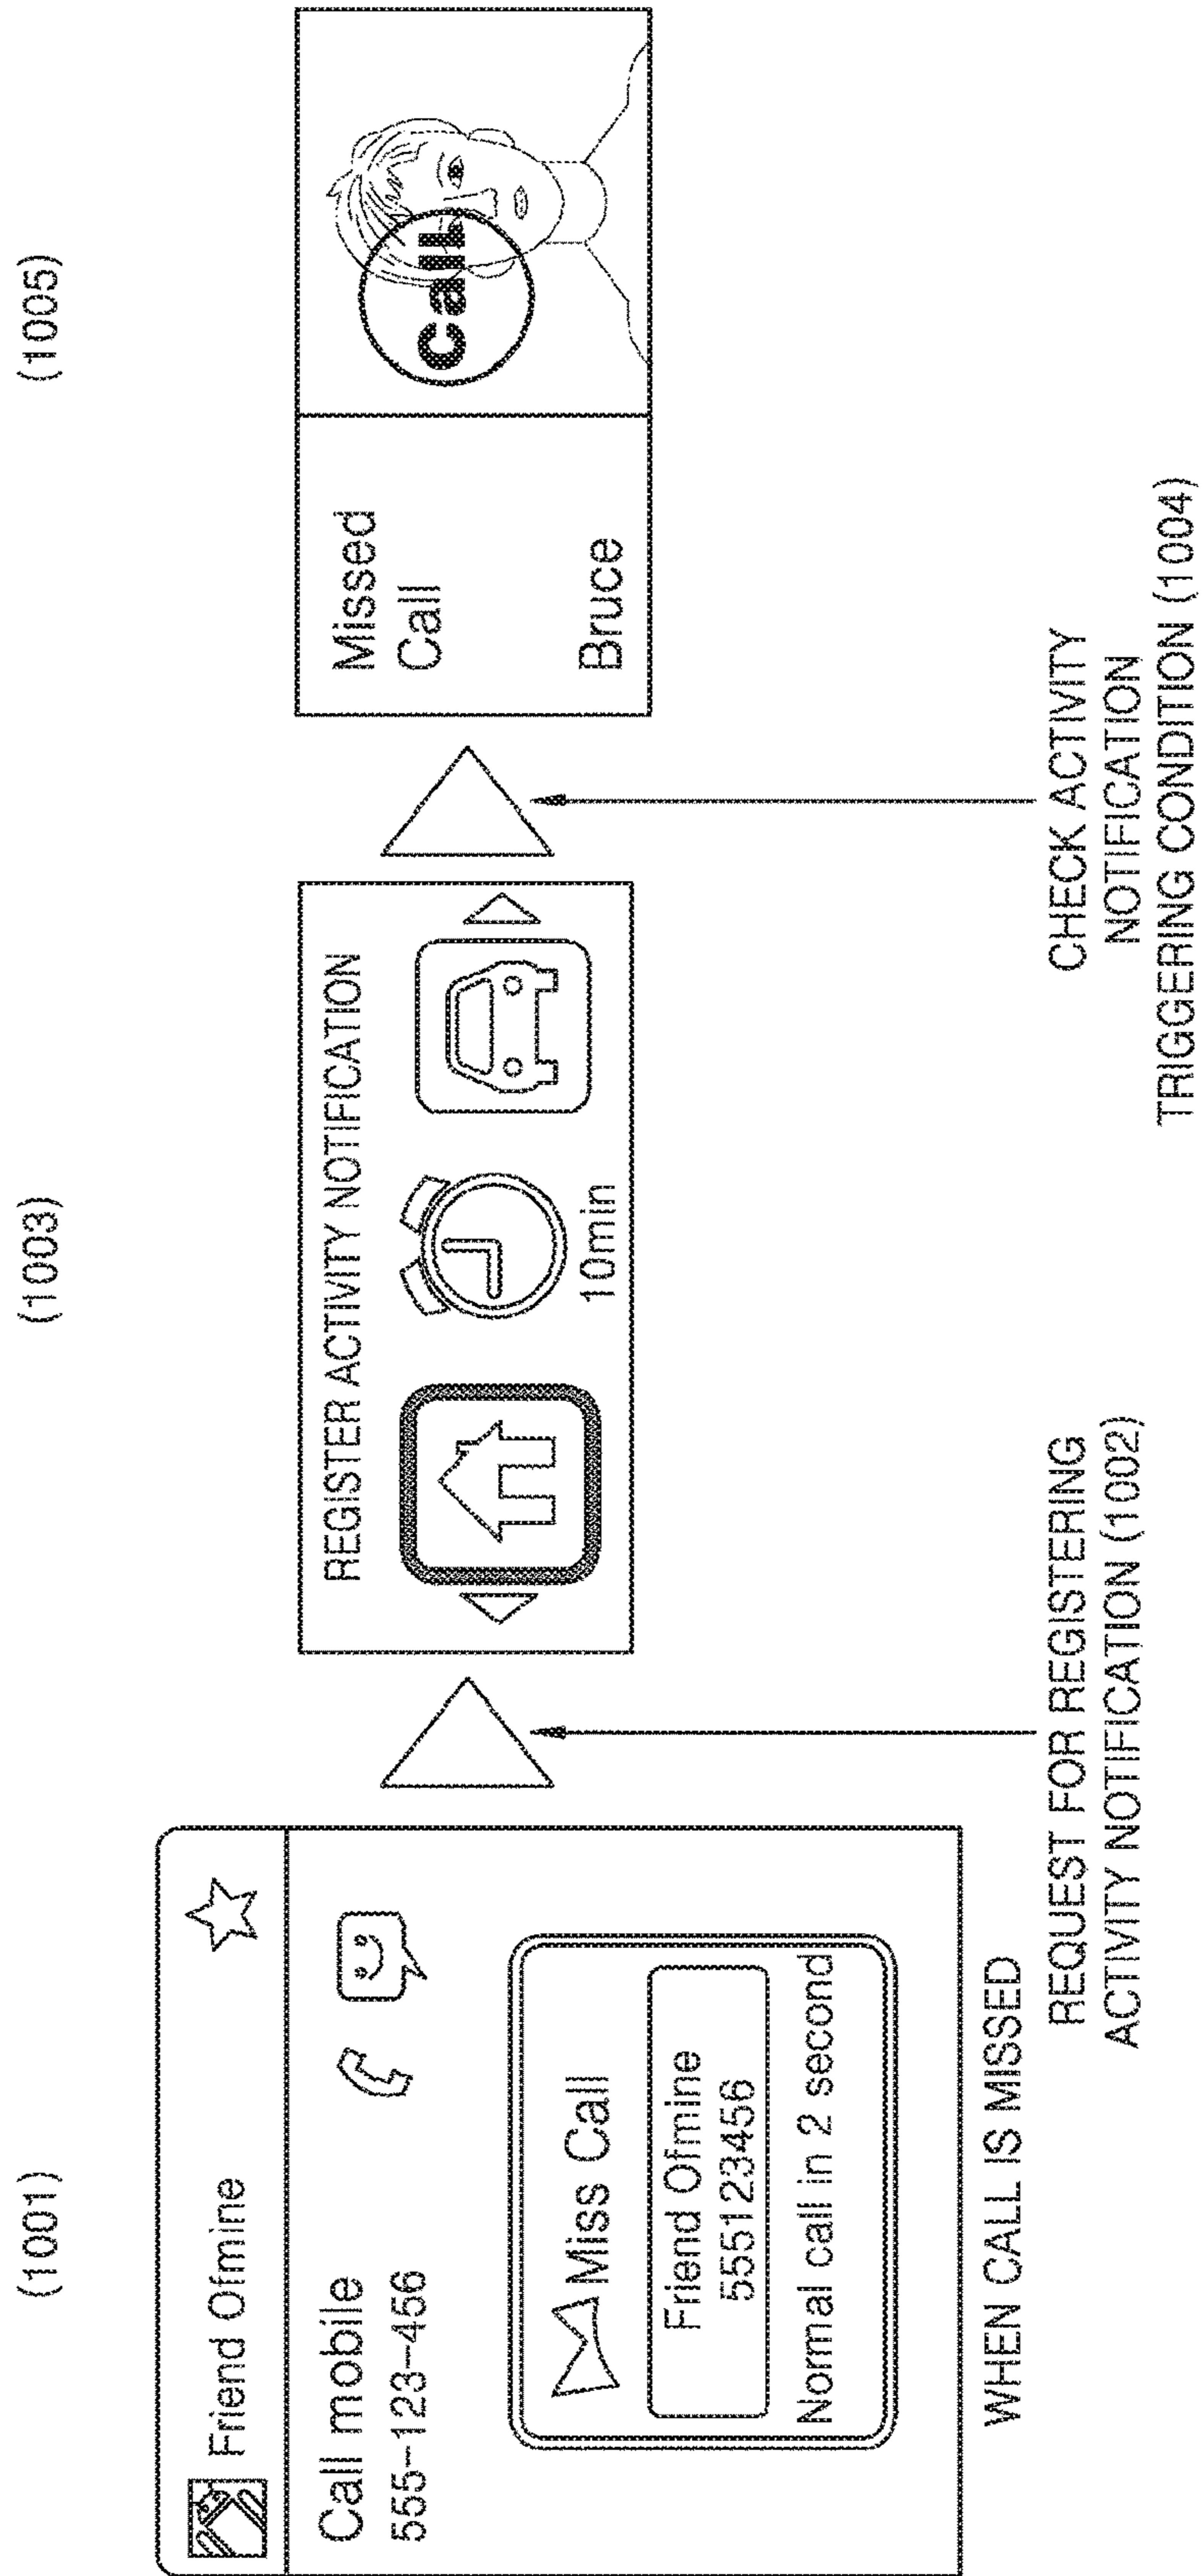 (1001)
(1003)
(1005)
Friend Ofmine
Call mobile
555-123-456
Miss Call
Friend Ofmine
555123456
Normal call in 2 second
WHEN CALL IS MISSED
REQUEST FOR REGISTERING
ACTIVITY NOTIFICATION (1002)
REGISTER ACTIVITY NOTIFICATION
10min
CHECK ACTIVITY
NOTIFICATION
TRIGGERING CONDITION (1004)
Missed
Call
Bruce
Call